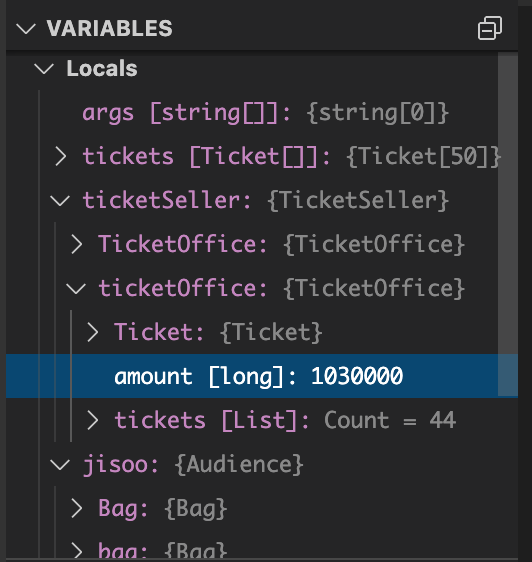 VARIABLES
Locals
args [string[]]: {string[0]}
tickets [Ticket[]]: {Ticket[50]}
ticketSeller: {TicketSeller}
TicketOffice: {TicketOffice}
ticketOffice: {TicketOffice}
Ticket: {Ticket}
amount [long]: 1030000
tickets [List]: Count = 44
jisoo: {Audience}
Bag: {Bag}
bag: {Bag}